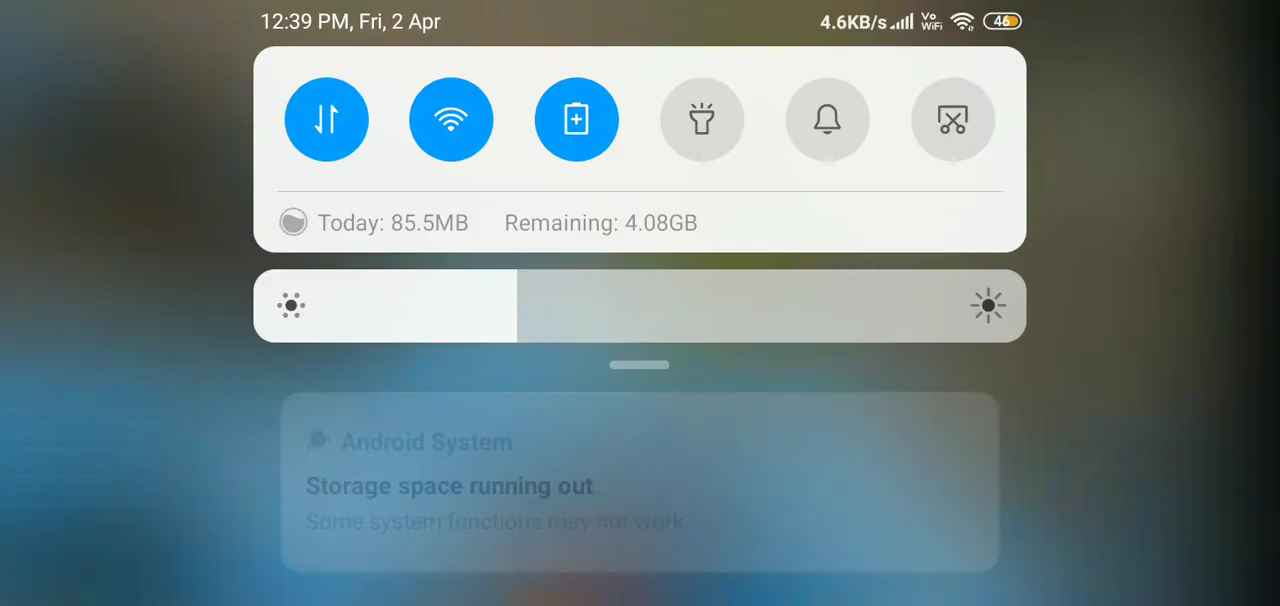 12:39 PM, Fri, 2 Apr 4.6KB/s Vo WiFi 46
Today: 85.5MB Remaining: 4.08GB
Android System
Storage space running out
Some system functions may not work